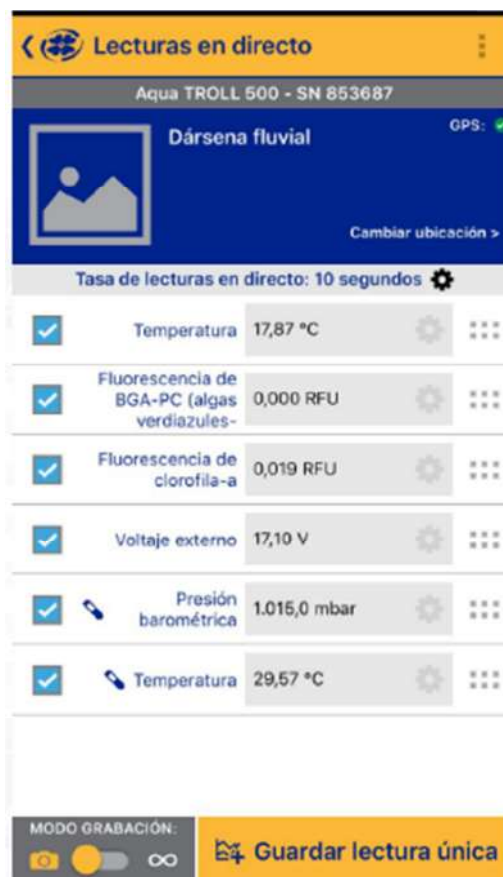 Lecturas en directo
Aqua TROLL 500 - SN 853687
Dársena fluvial
GPS:
Cambiar ubicación >
Tasa de lecturas en directo: 10 segundos
Temperatura 17,87 °C
Fluorescencia de
BGA-PC (algas
verdiazules-
0,000 RFU
Fluorescencia de
clorofila-a
0,019 RFU
Voltaje externo 17,10 V
Presión
barométrica
1.015,0 mbar
Temperatura 29,57 °C
MODO GRABACIÓN:
Guardar lectura única